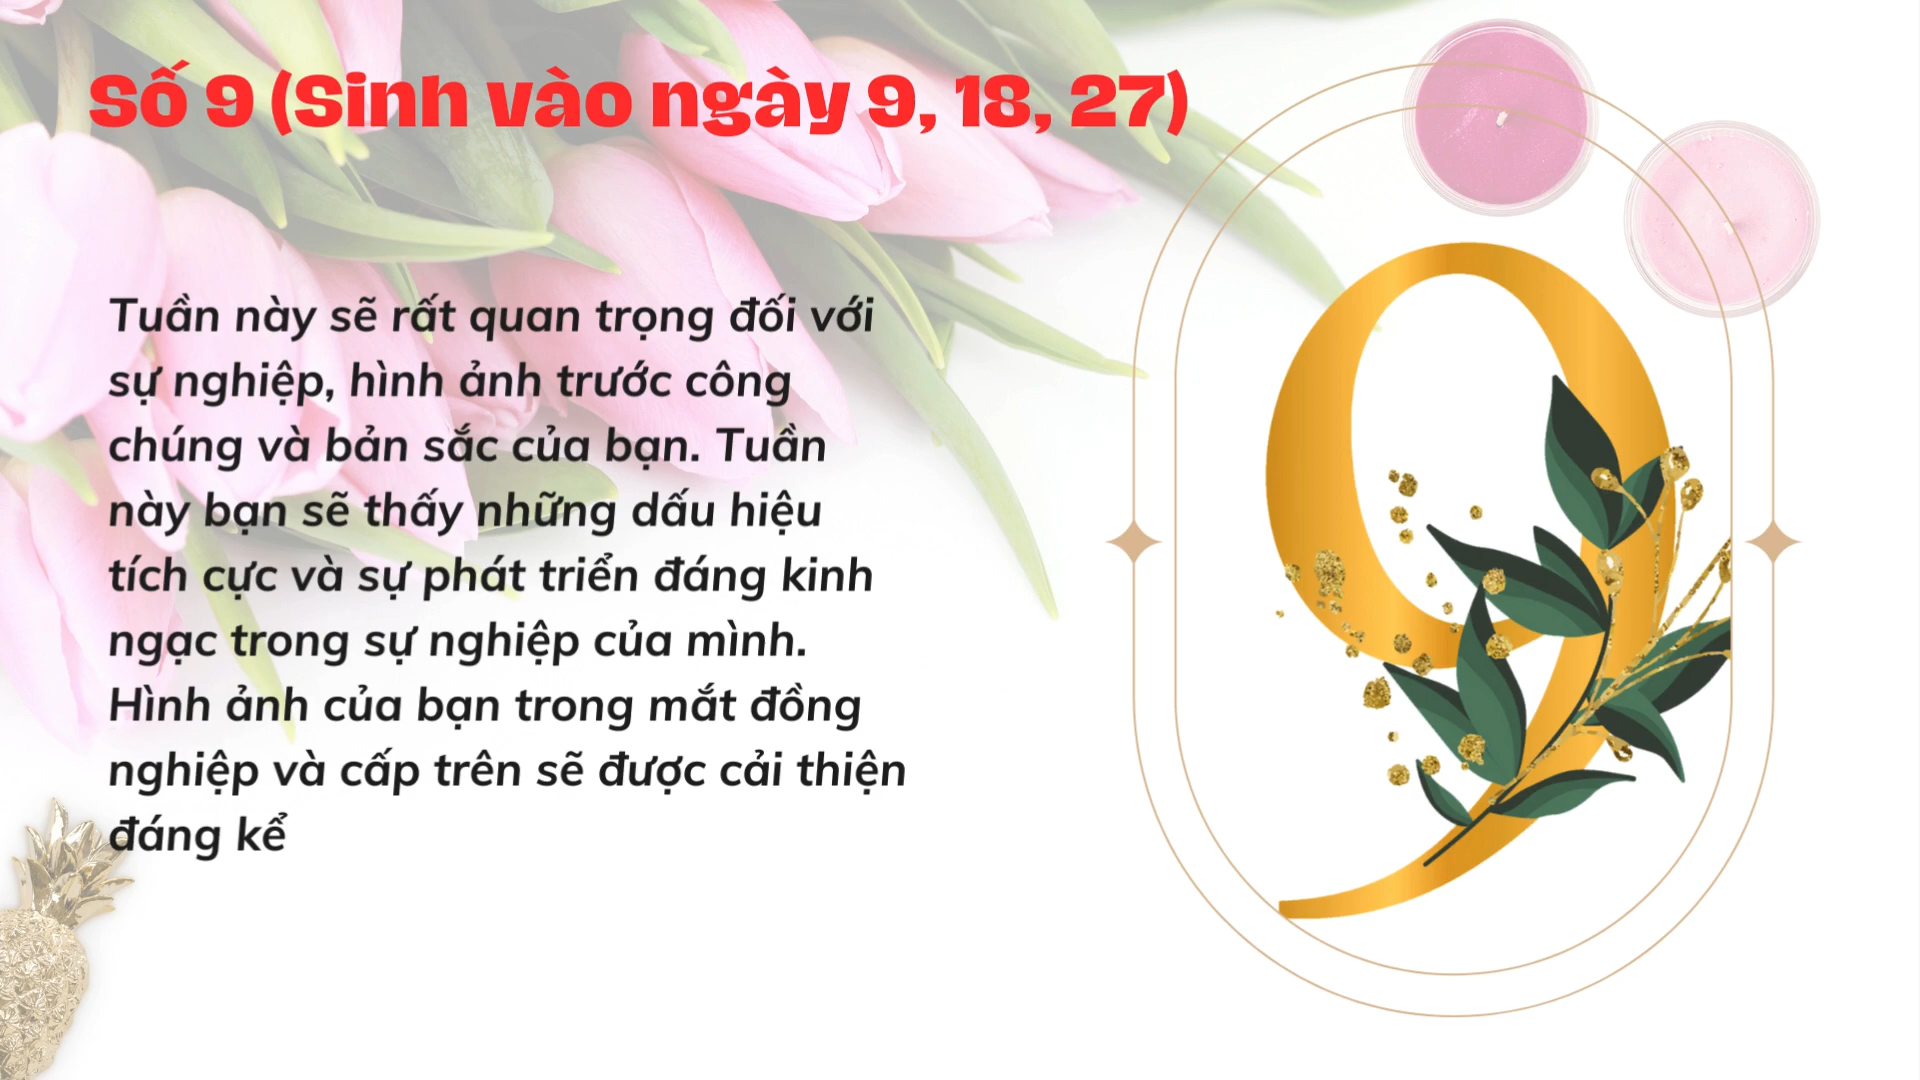 Số 9 (Sinh vào ngày 9, 18, 27)
Tuần này sẽ rất quan trọng đối với
sự nghiệp, hình ảnh trước công
chúng và bản sắc của bạn. Tuần
này bạn sẽ thấy những dấu hiệu
tích cực và sự phát triển đáng kinh
ngạc trong sự nghiệp của mình.
Hình ảnh của bạn trong mắt đồng
nghiệp và cấp trên sẽ được cải thiện
đáng kể
9